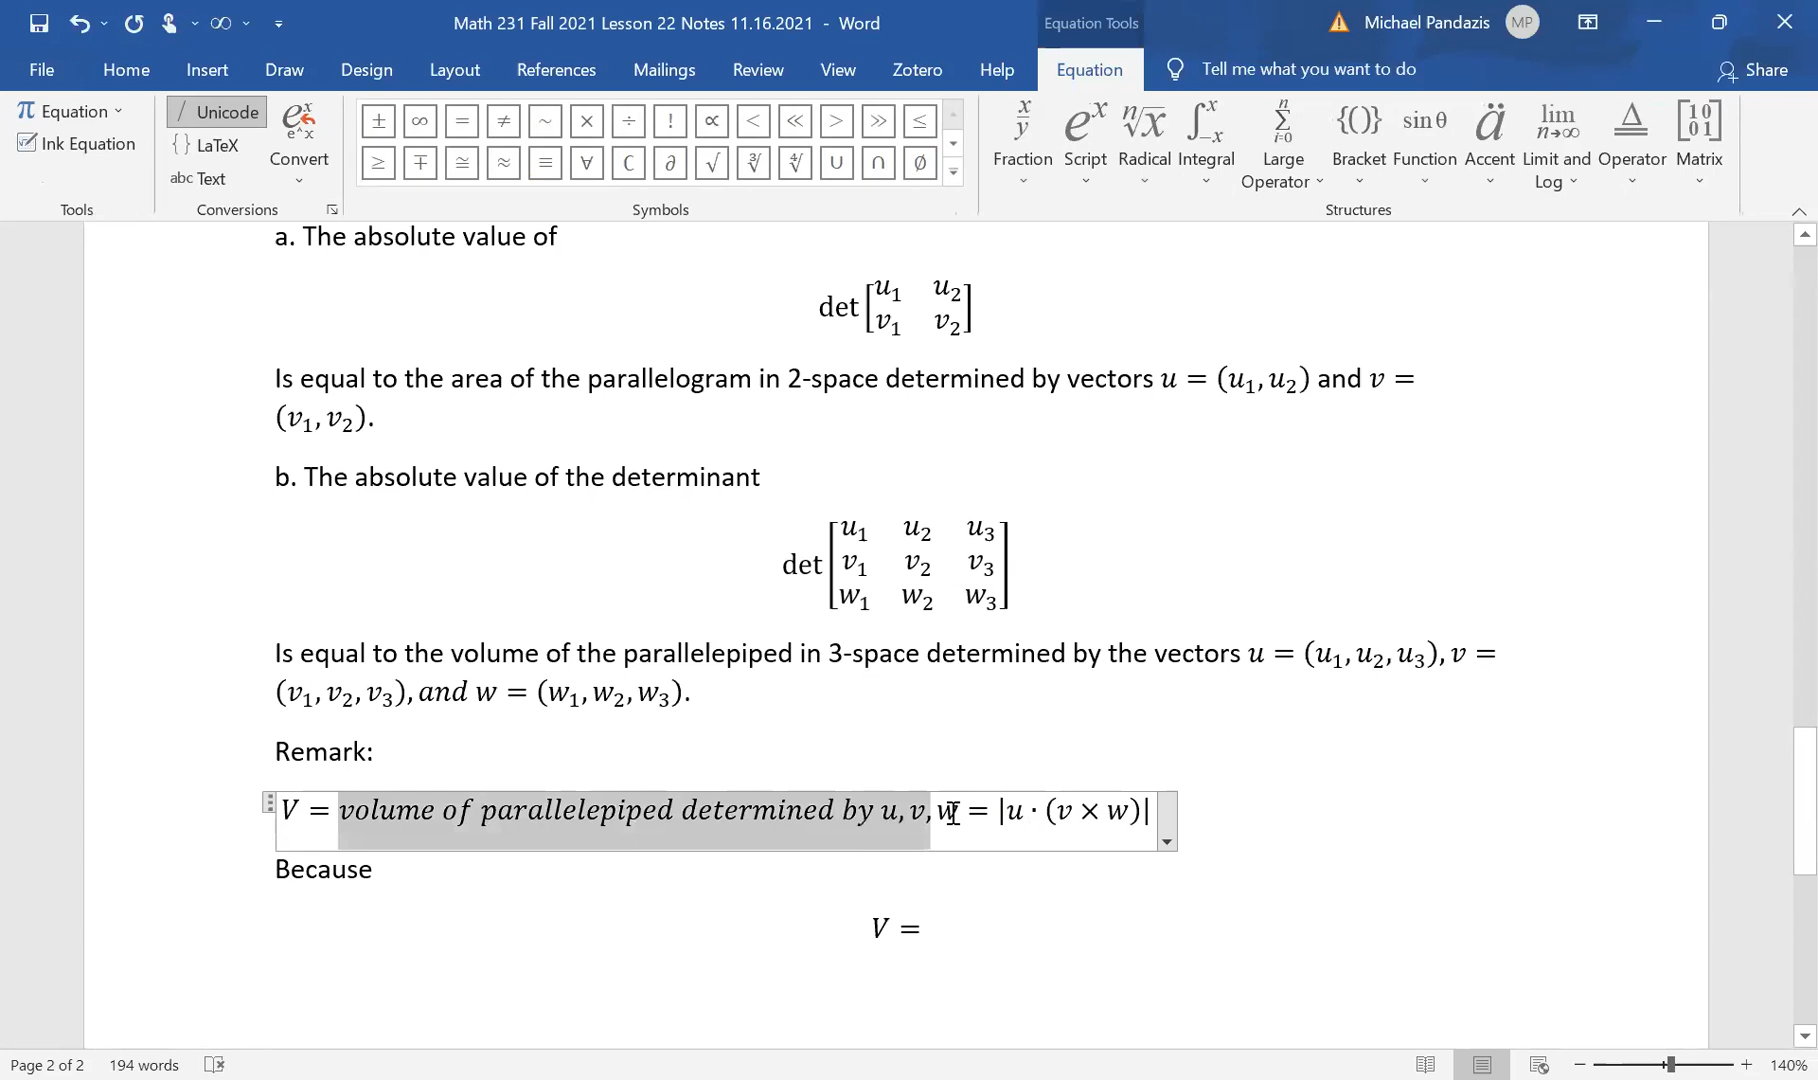 Math 231 Fall 2021 Lesson 22 Notes 11.16.2021 - Word
Equation Tools
Michael Pandazis
MP
File Home Insert Draw Design Layout References Mailings Review View Zotero Help Equation Tell me what you want to do Share
π Equation
Ink Equation
Tools
Unicode
{} LaTeX
abc Text
Convert
Conversions
± ∞ = ≠ ~ × ÷ ! ∝ < ≪ > ≫ ≤
≥ ∓ ≅ ≈ ≡ ∀ ∁ ∂ √ ∛ ∜ ∪ ∩ ∅
Symbols
Fraction Script Radical Integral Large Operator Bracket Function Accent Limit and Log Operator Matrix
Structures
a. The absolute value of
det [u₁ u₂
v₁ v₂]
Is equal to the area of the parallelogram in 2-space determined by vectors u = (u₁, u₂) and v =
(v₁, v₂).
b. The absolute value of the determinant
det [u₁ u₂ u₃
v₁ v₂ v₃
w₁ w₂ w₃]
Is equal to the volume of the parallelepiped in 3-space determined by the vectors u = (u₁, u₂, u₃), v =
(v₁, v₂, v₃), and w = (w₁, w₂, w₃).
Remark:
V = volume of parallelepiped determined by u, v, w = |u · (v × w)|
Because
V =
Page 2 of 2 194 words
140%